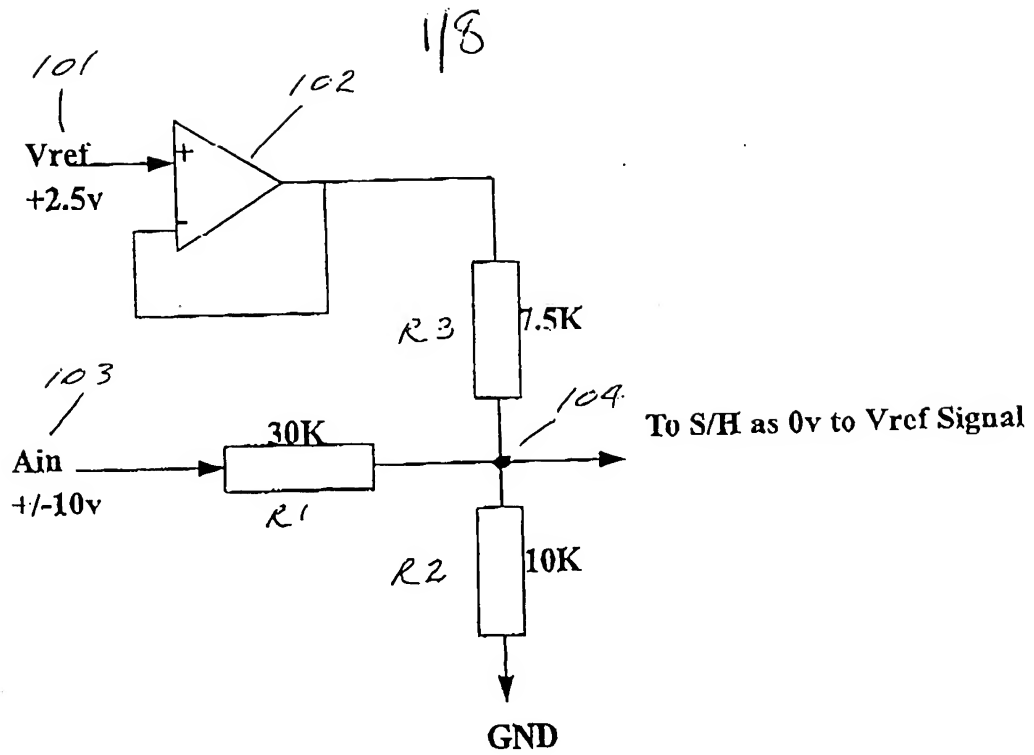 1/8
101
102
Vref
+2.5v
+
-
R3
7.5K
103
104
To S/H as 0v to Vref Signal
30K
Ain
+/-10v
R1
R2
10K
GND